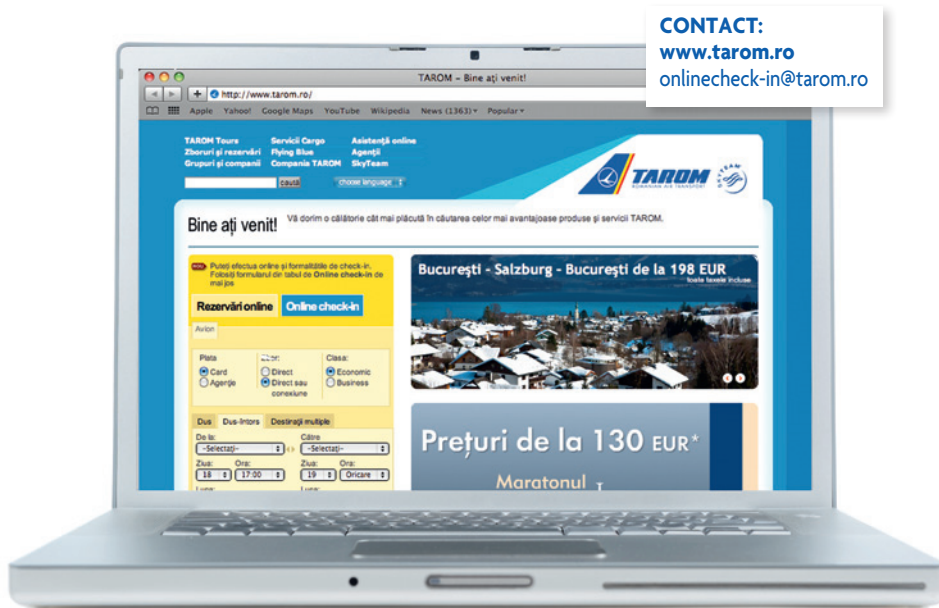 CONTACT:
www.tarom.ro
onlinecheck-in@tarom.ro
TAROM – Bine ați venit!
http://www.tarom.ro/
Apple Yahoo! Google Maps YouTube Wikipedia News (1363) Popular
TAROM Tours Servicii Cargo Asistență online
Zboruri și rezervări Flying Blue Agenții
Grupuri și companii Compania TAROM SkyTeam
caută choose language
TAROM
ROMANIAN AIR TRANSPORT
SKYTEAM
Bine ați venit!
Vă dorim o călătorie cât mai plăcută în căutarea celor mai avantajoase produse și servicii TAROM.
Puteți efectua online și formalitățile de check-in.
Folosiți formularul din tabul de Online check-in de
mai jos
Rezervări online Online check-in
Avion
Plata Clasa:
Card Direct Economic
Agenție Direct sau Business
conexiune
Dus Dus-întors Destinații multiple
De la: Către
–Selectați– –Selectați–
Ziua: Ora: Ziua: Ora:
18 17:00 19 Oricare
București - Salzburg - București de la 198 EUR
toate taxele incluse
Prețuri de la 130 EUR*
Maratonul